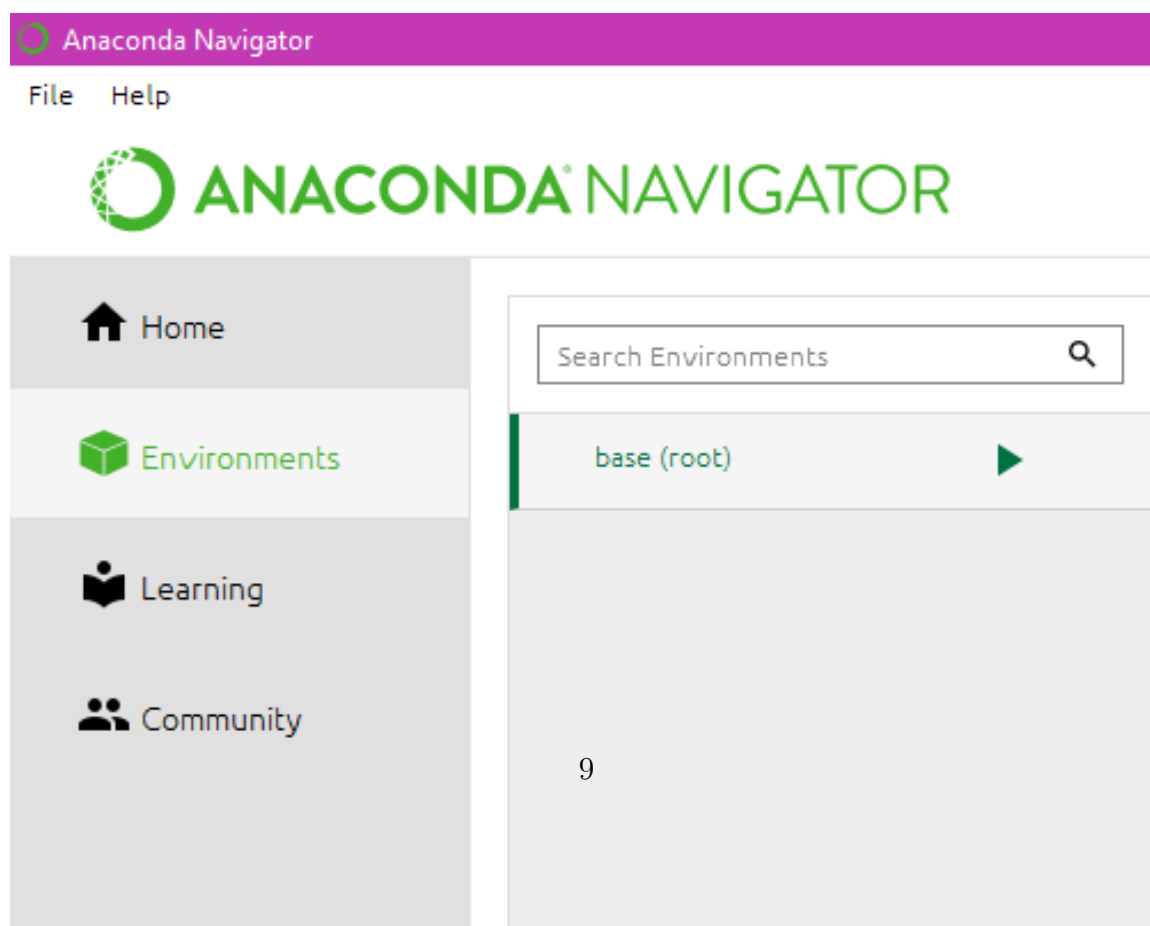 Anaconda Navigator
File Help
ANACONDA NAVIGATOR
Home
Search Environments
Environments
base (root)
Learning
Community
9